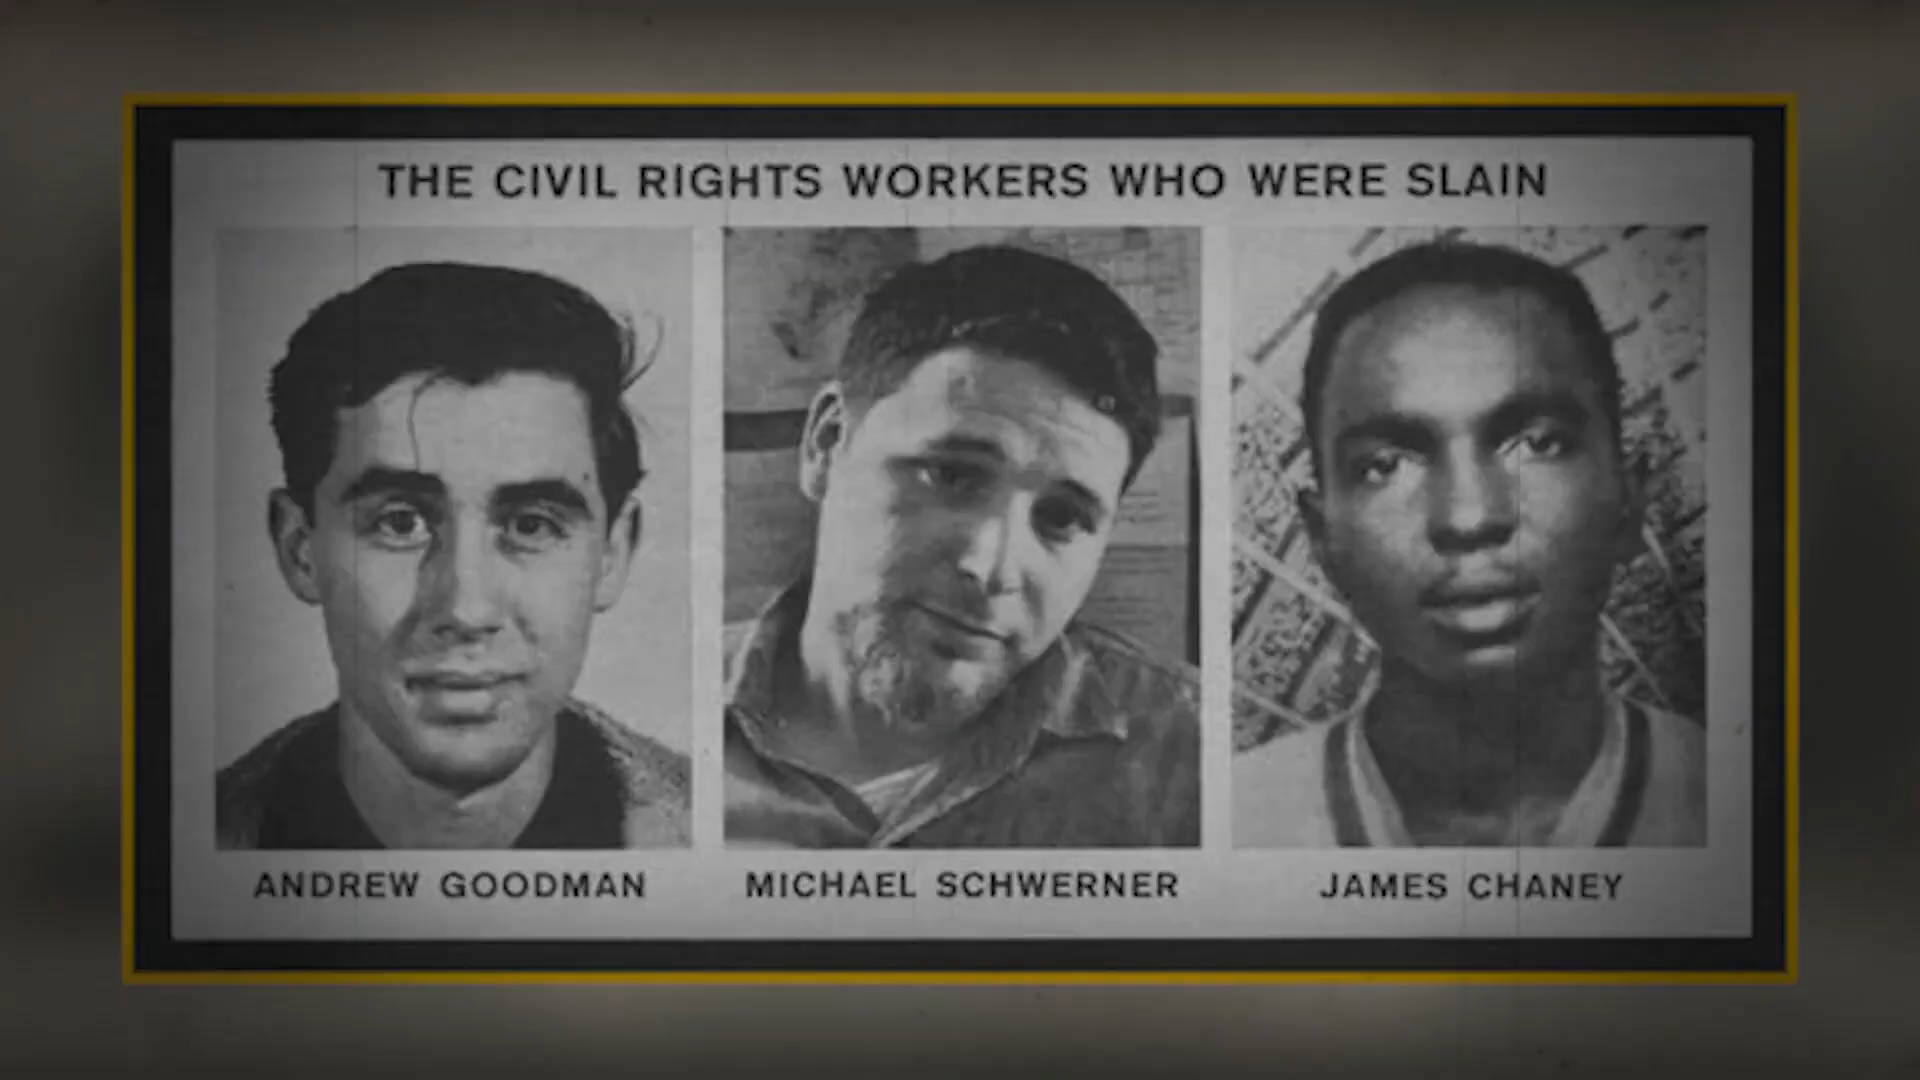 THE CIVIL RIGHTS WORKERS WHO WERE SLAIN
ANDREW GOODMAN
MICHAEL SCHWERNER
JAMES CHANEY